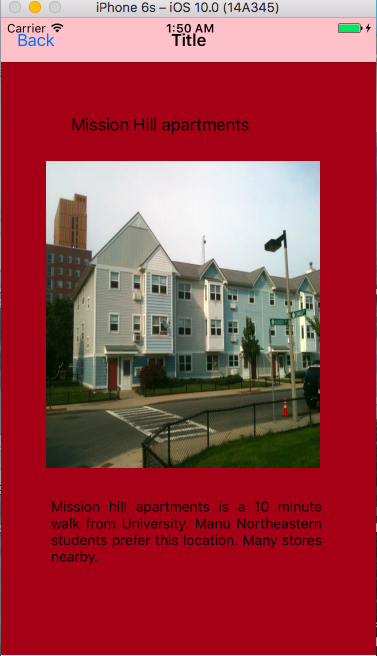 iPhone 6s – iOS 10.0 (14A345)
Carrier 1:50 AM
Back Title
Mission Hill apartments
Mission hill apartments is a 10 minute
walk from University. Manu Northeastern
students prefer this location. Many stores
nearby.